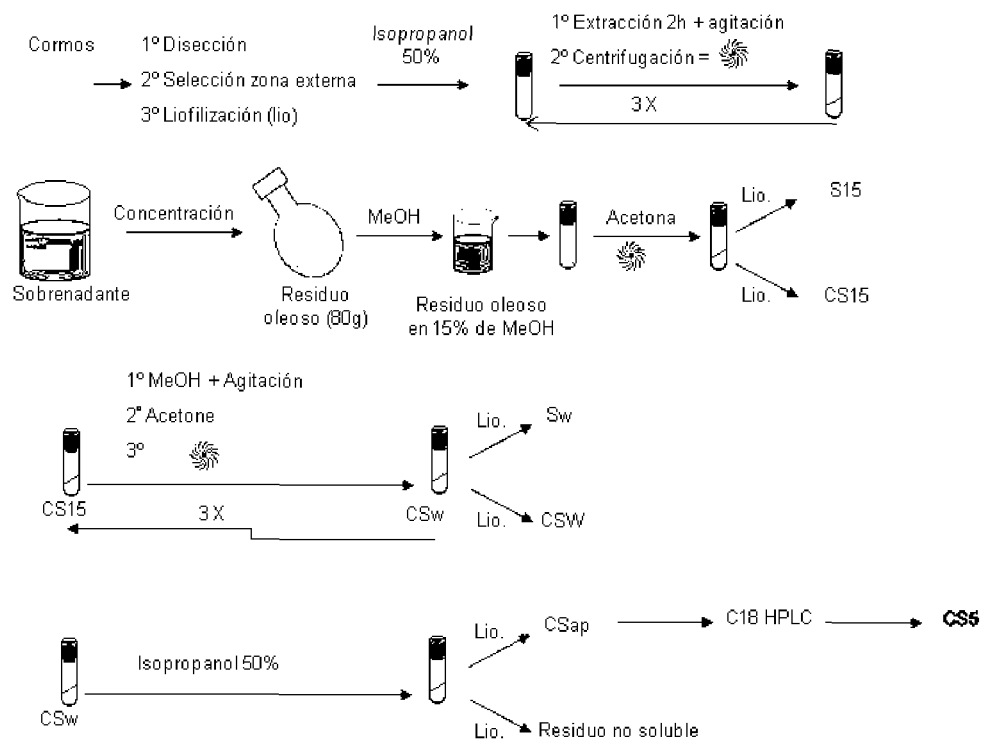 Cormos
1º Disección
2º Selección zona externa
3º Liofilización (lio)
Isopropanol
50%
1º Extracción 2h + agitación
2º Centrifugación =
3 X
Sobrenadante
Concentración
Residuo
oleoso (80g)
MeOH
Residuo oleoso
en 15% de MeOH
Acetona
Lio.
S15
Lio.
CS15
1º MeOH + Agitación
2º Acetone
3º
CS15
3 X
CSw
Lio.
Sw
Lio.
CSW
CSw
Isopropanol 50%
Lio.
CSap
C18 HPLC
CS5
Lio.
Residuo no soluble